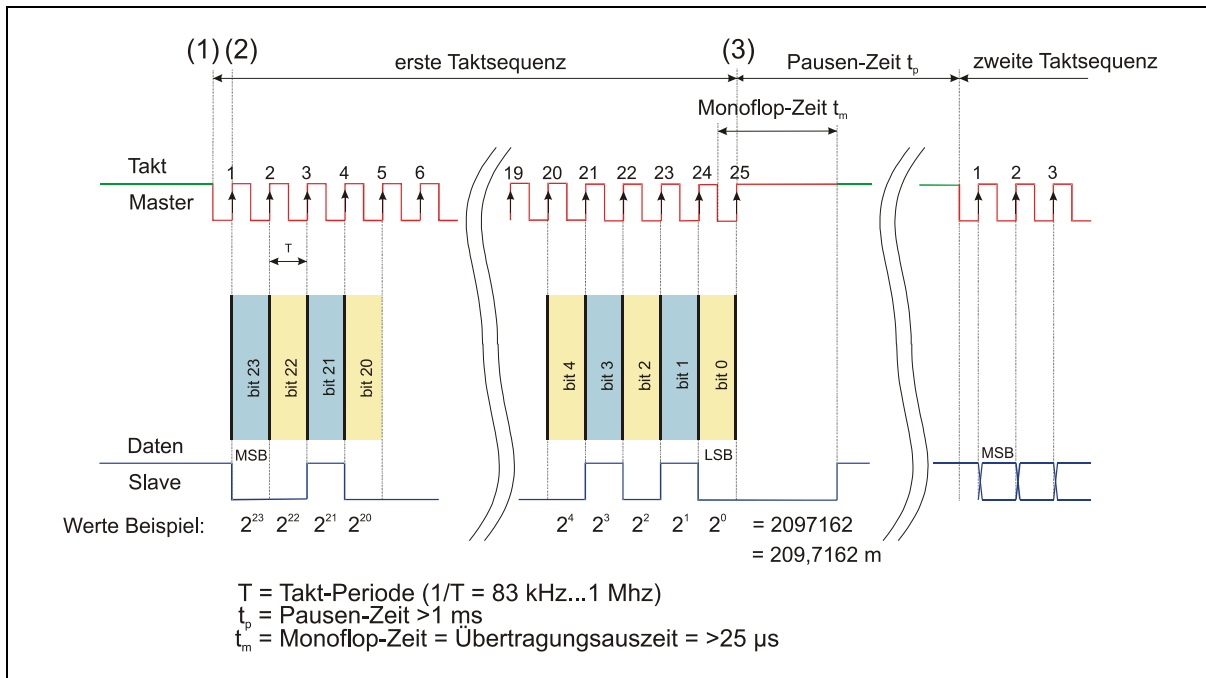 (1) (2) (3)
erste Taktsequenz Pausen-Zeit tₚ zweite Taktsequenz
Monoflop-Zeit tₘ
Takt 1 2 3 4 5 6 19 20 21 22 23 24 25 1 2 3
Master
T
bit 23 bit 22 bit 21 bit 20 bit 4 bit 3 bit 2 bit 1 bit 0
Daten MSB LSB MSB
Slave
Werte Beispiel: 2²³ 2²² 2²¹ 2²⁰ 2⁴ 2³ 2² 2¹ 2⁰ = 2097162
= 209,7162 m
T = Takt-Periode (1/T = 83 kHz...1 Mhz)
tₚ = Pausen-Zeit >1 ms
tₘ = Monoflop-Zeit = Übertragungsauszeit = >25 µs